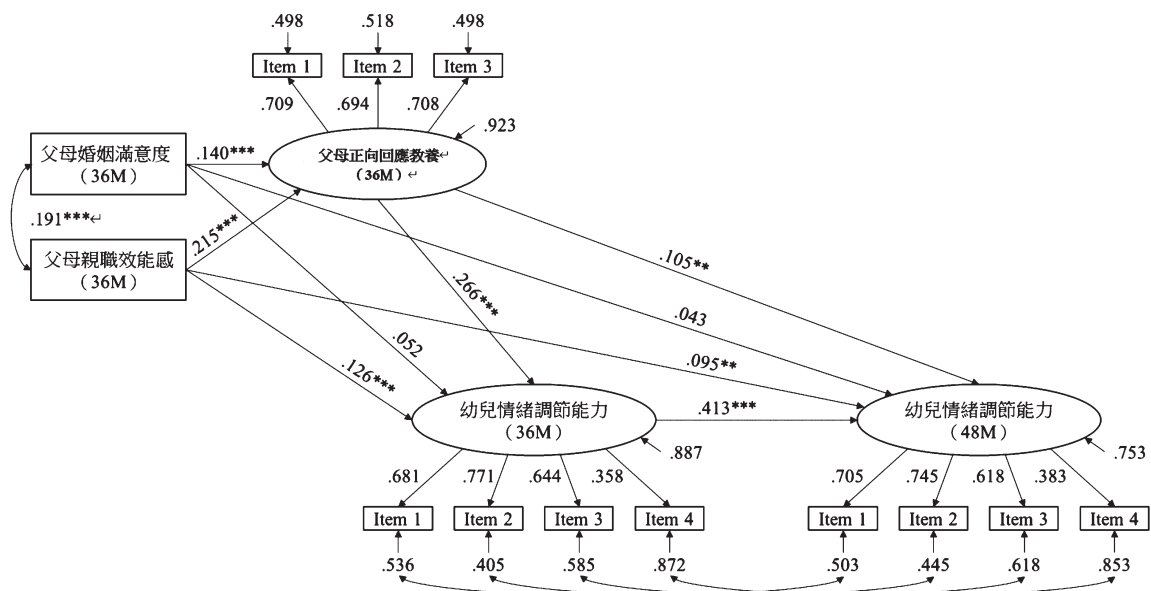 .498 .518 .498
Item 1 Item 2 Item 3
.709 .694 .708
.923
父母婚姻滿意度
（36M）
.140***
父母正向回應教養↵
（36M）↵
.191***↵
.215***
父母親職效能感
（36M）
.105**
.266***
.043
.052
.095**
.126***
幼兒情緒調節能力
（36M）
.413***
幼兒情緒調節能力
（48M）
.887
.753
.681 .771 .644 .358
.705 .745 .618 .383
Item 1 Item 2 Item 3 Item 4
Item 1 Item 2 Item 3 Item 4
.536 .405 .585 .872
.503 .445 .618 .853